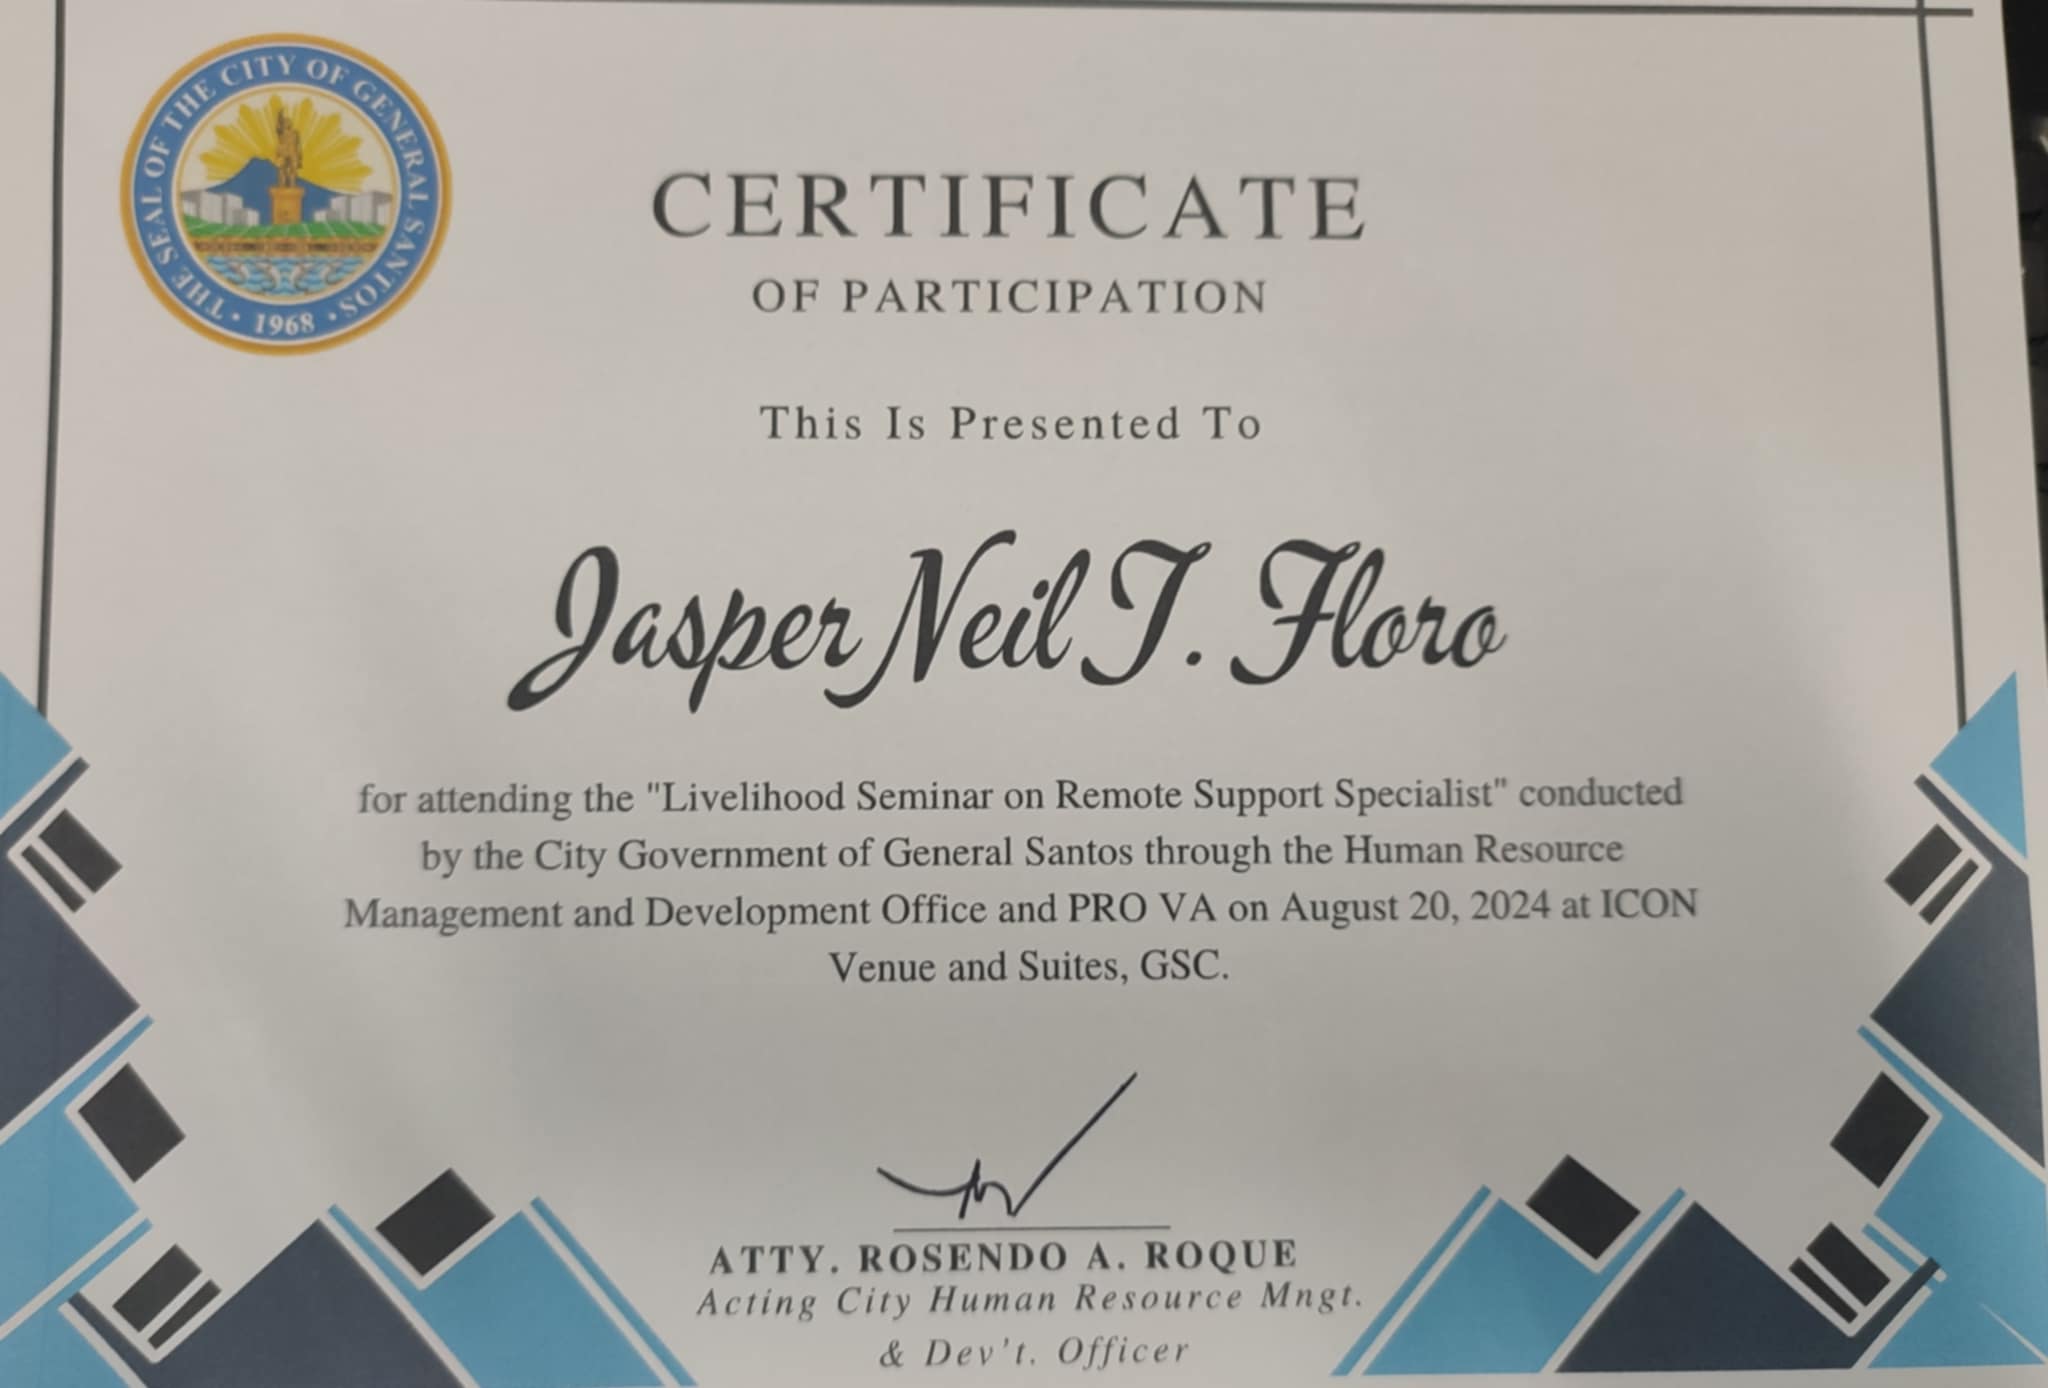 THE SEAL OF THE CITY OF GENERAL SANTOS • 1968 •
CERTIFICATE
OF PARTICIPATION
This Is Presented To
Jasper Neil T. Floro
for attending the "Livelihood Seminar on Remote Support Specialist" conducted
by the City Government of General Santos through the Human Resource
Management and Development Office and PRO VA on August 20, 2024 at ICON
Venue and Suites, GSC.
ATTY. ROSENDO A. ROQUE
Acting City Human Resource Mngt.
& Dev't. Officer